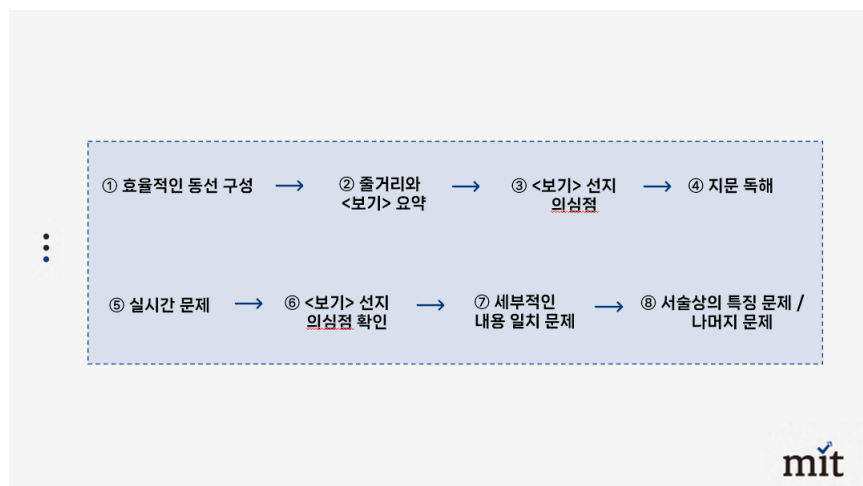 ① 효율적인 동선 구성 → ② 줄거리와 <보기> 요약 → ③ <보기> 선지 의심점 → ④ 지문 독해
⑤ 실시간 문제 → ⑥ <보기> 선지 의심점 확인 → ⑦ 세부적인 내용 일치 문제 → ⑧ 서술상의 특징 문제 / 나머지 문제
mit